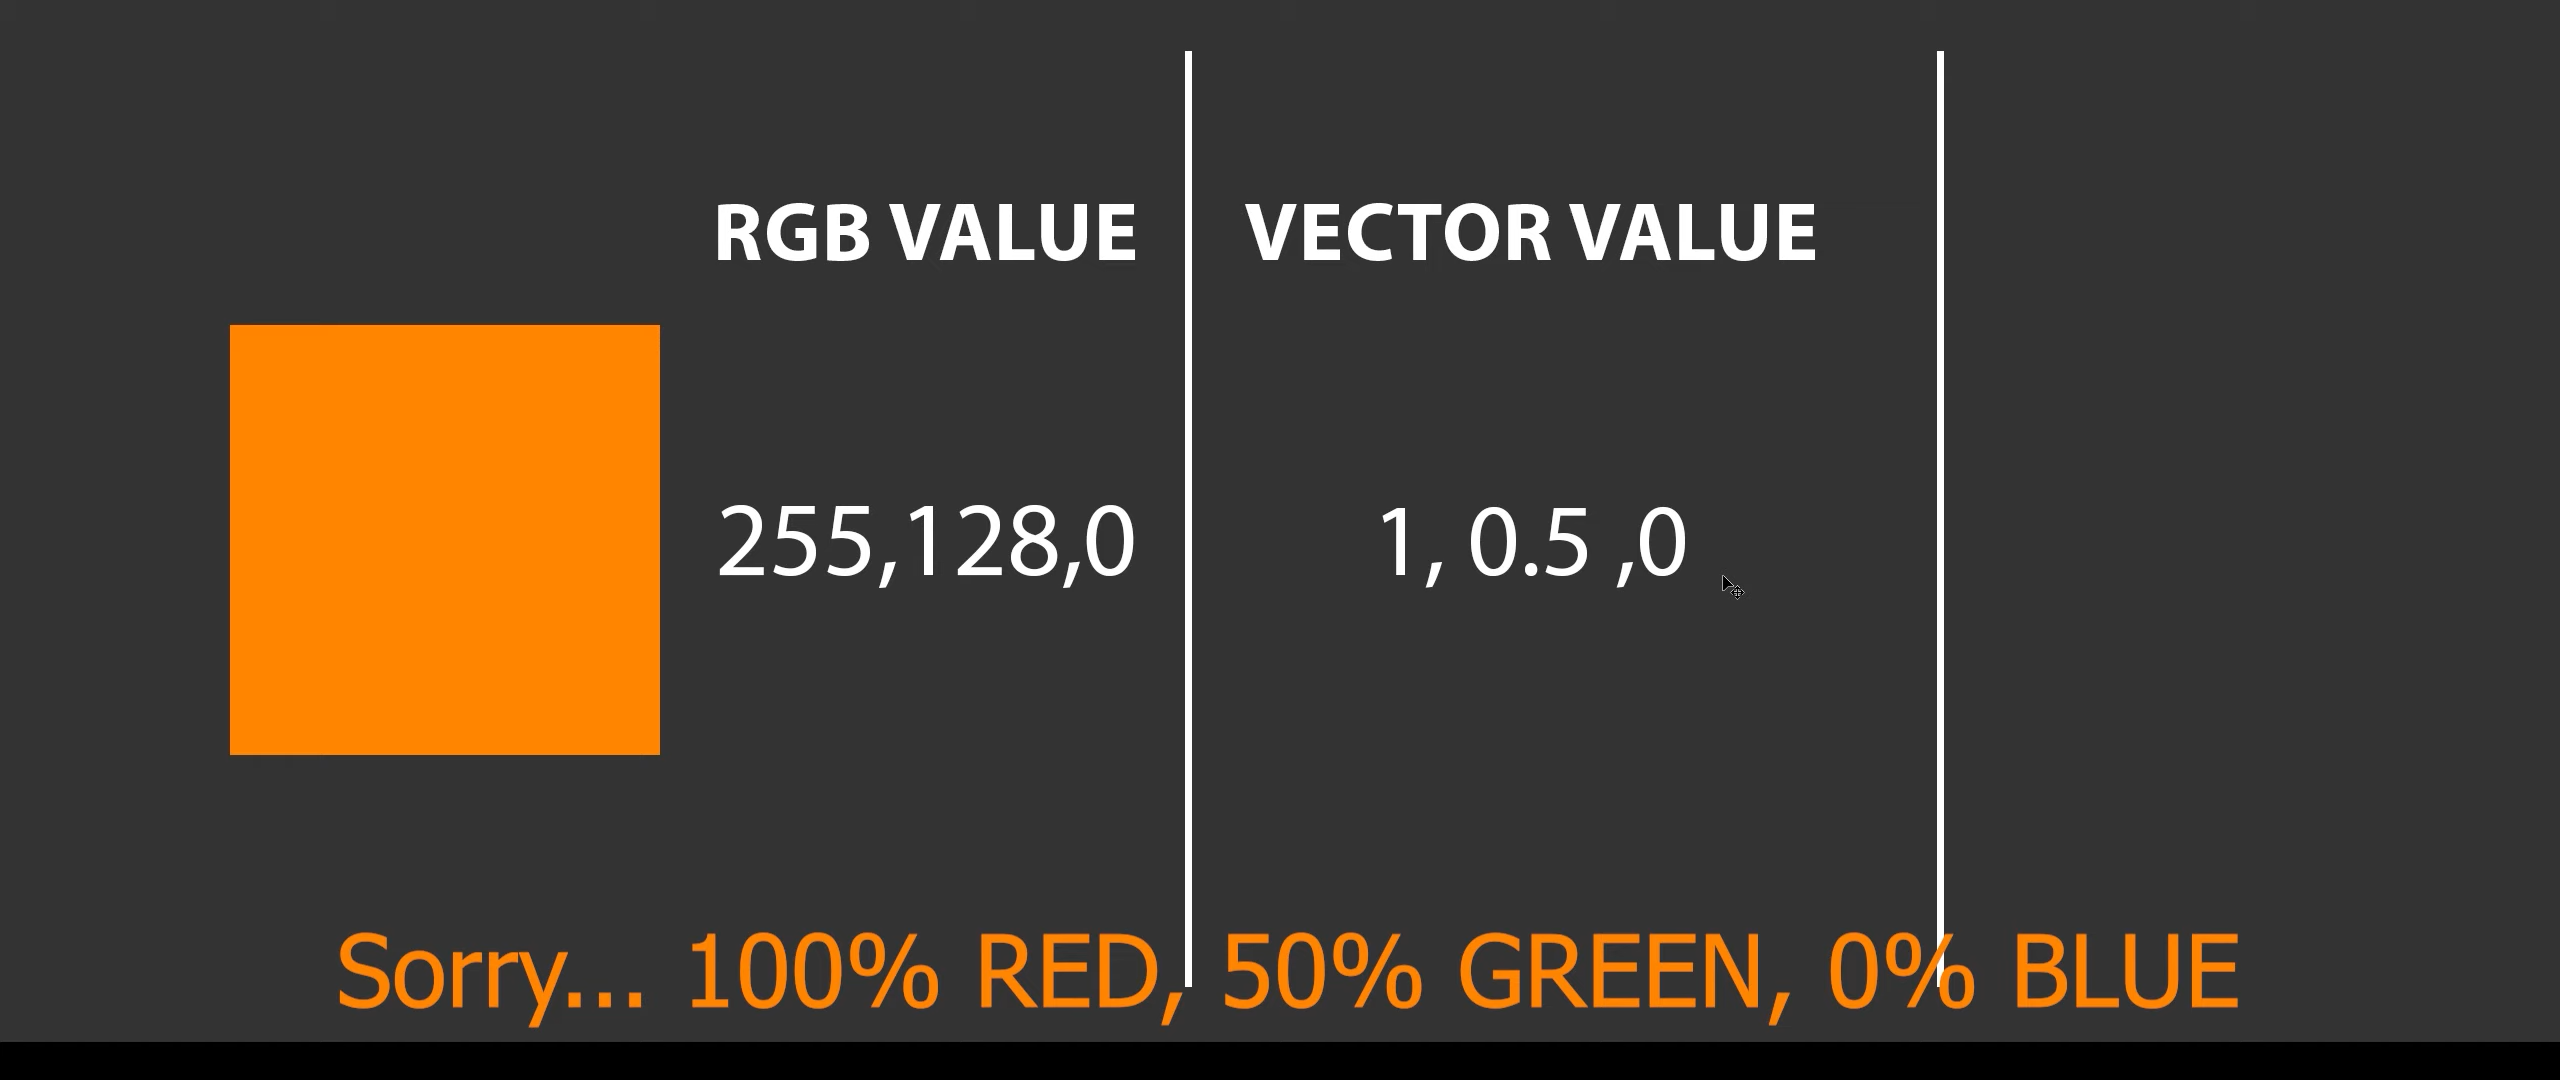 RGB VALUE
VECTOR VALUE
255,128,0
1, 0.5 ,0
Sorry... 100% RED, 50% GREEN, 0% BLUE